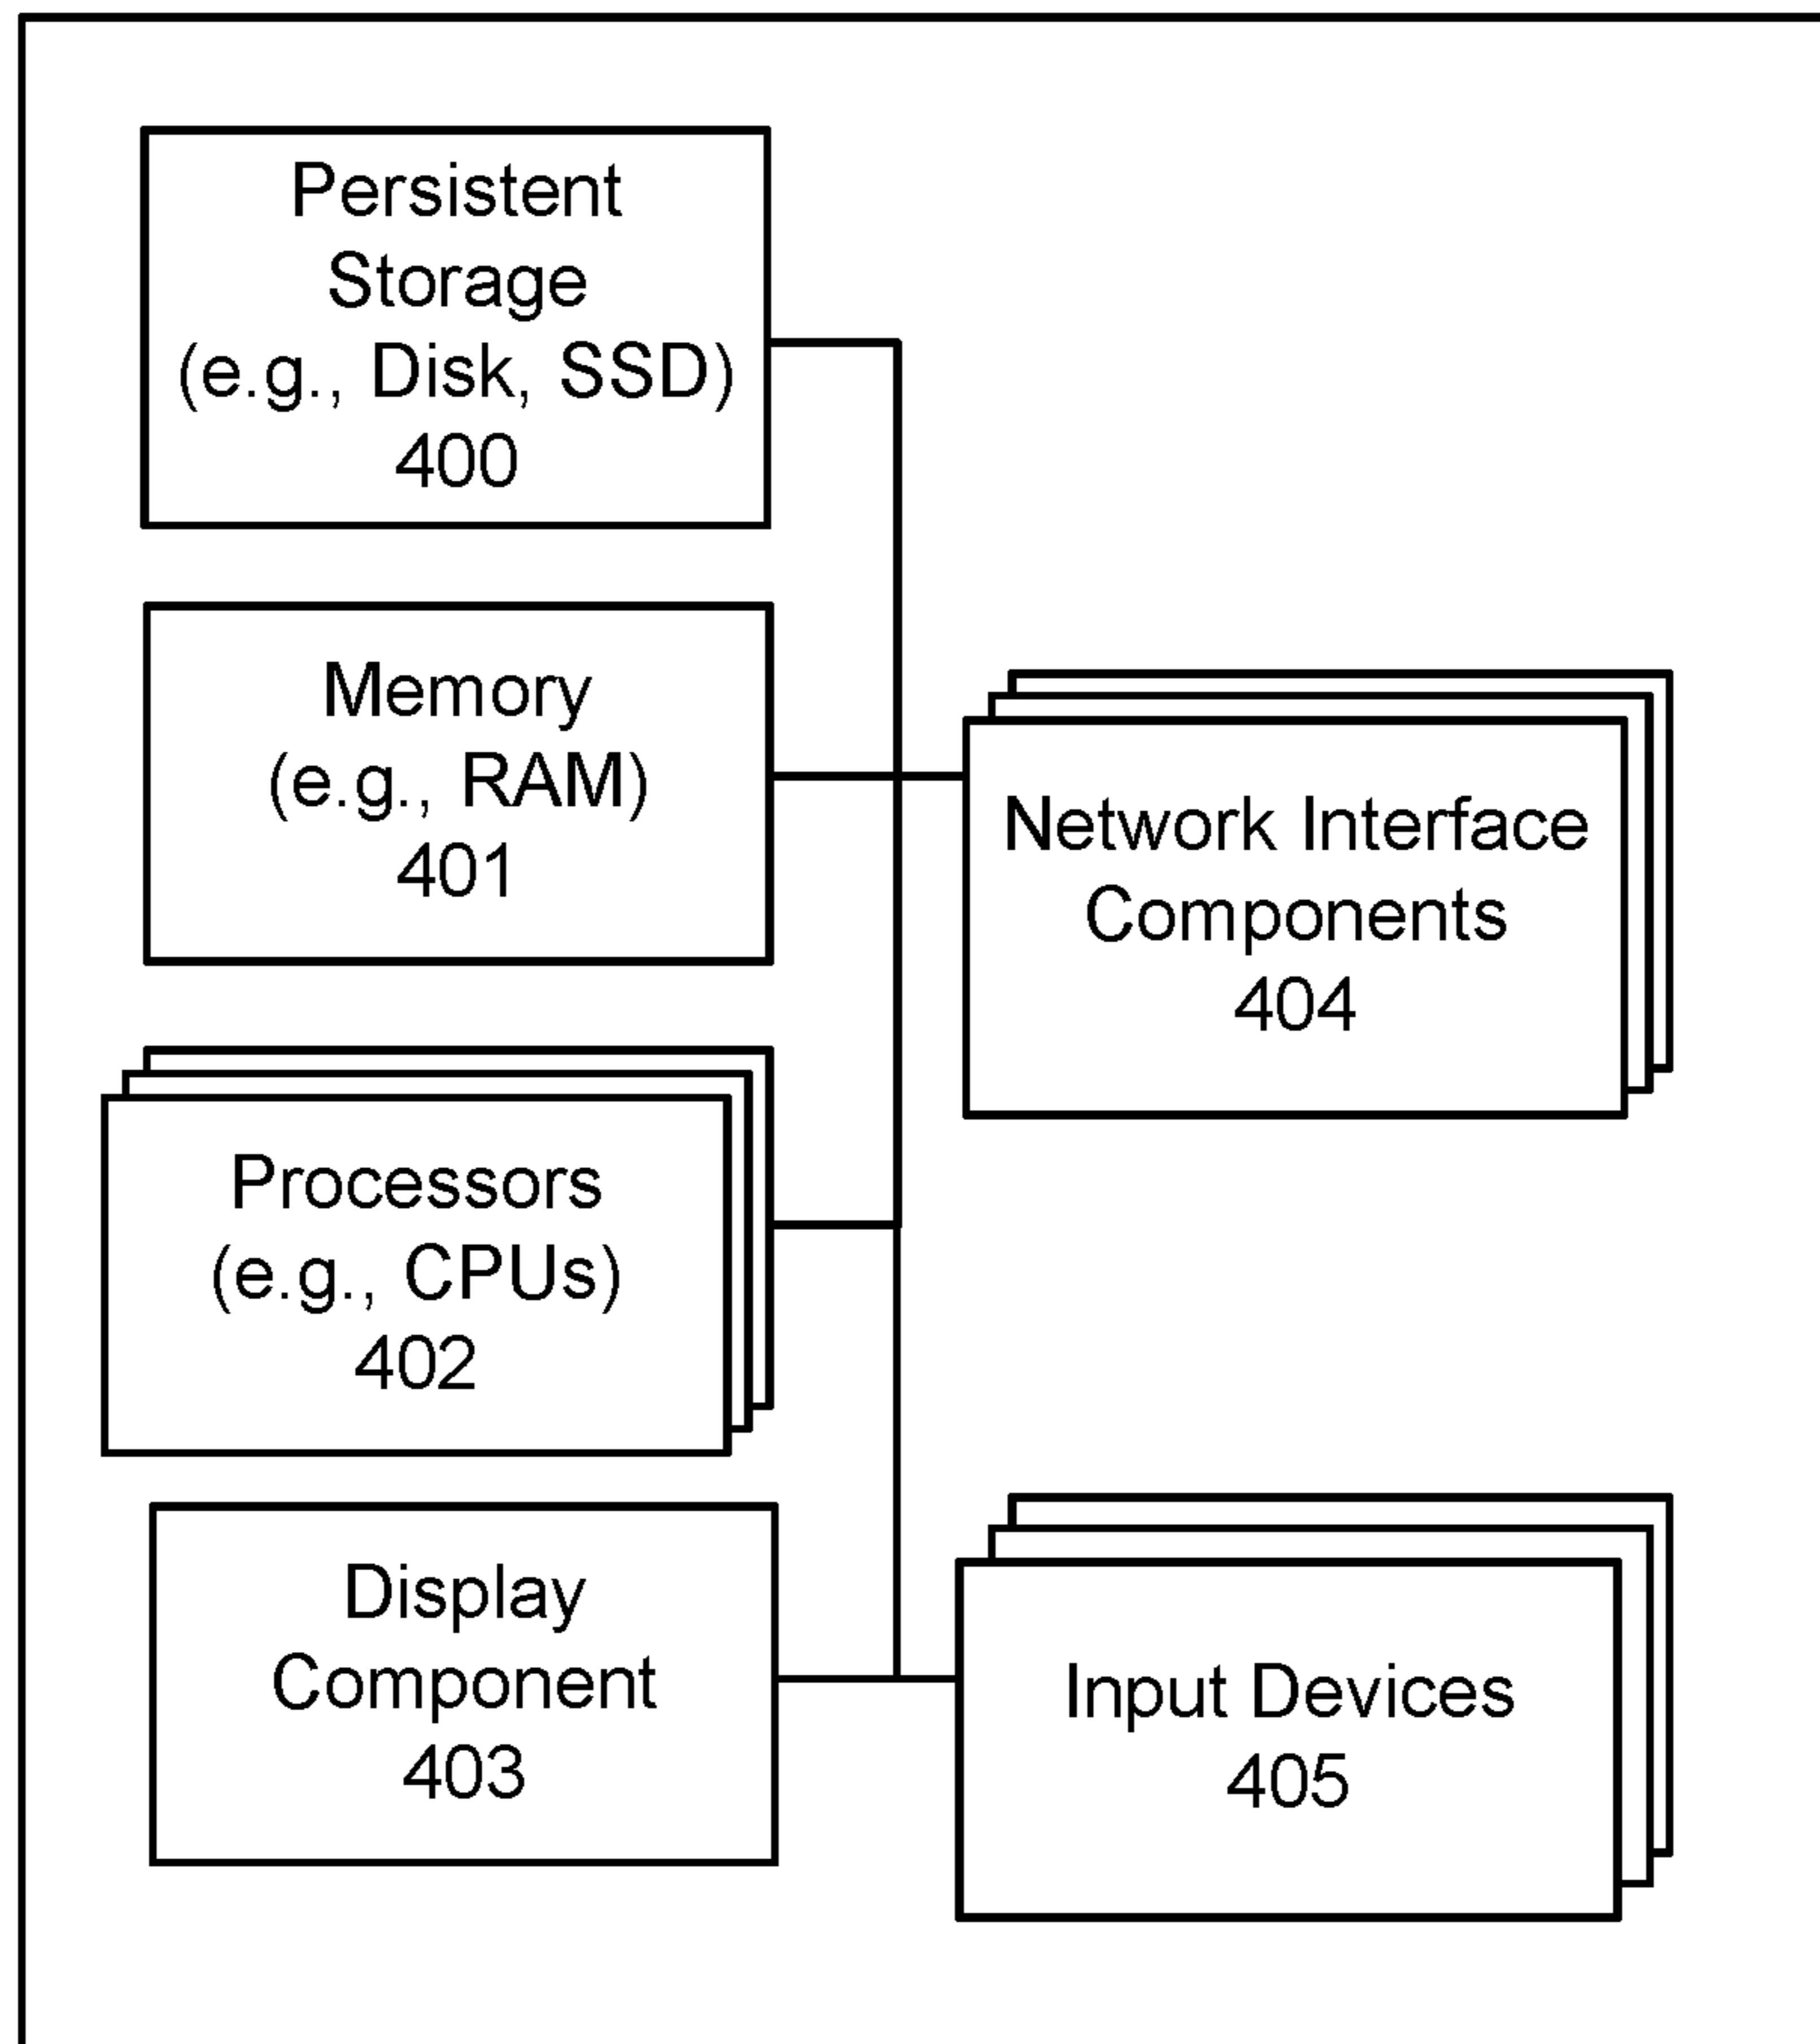 Persistent
Storage
(e.g., Disk, SSD)
400
Memory
(e.g., RAM)
401
Network Interface
Components
404
Processors
(e.g., CPUs)
402
Display
Component
403
Input Devices
405